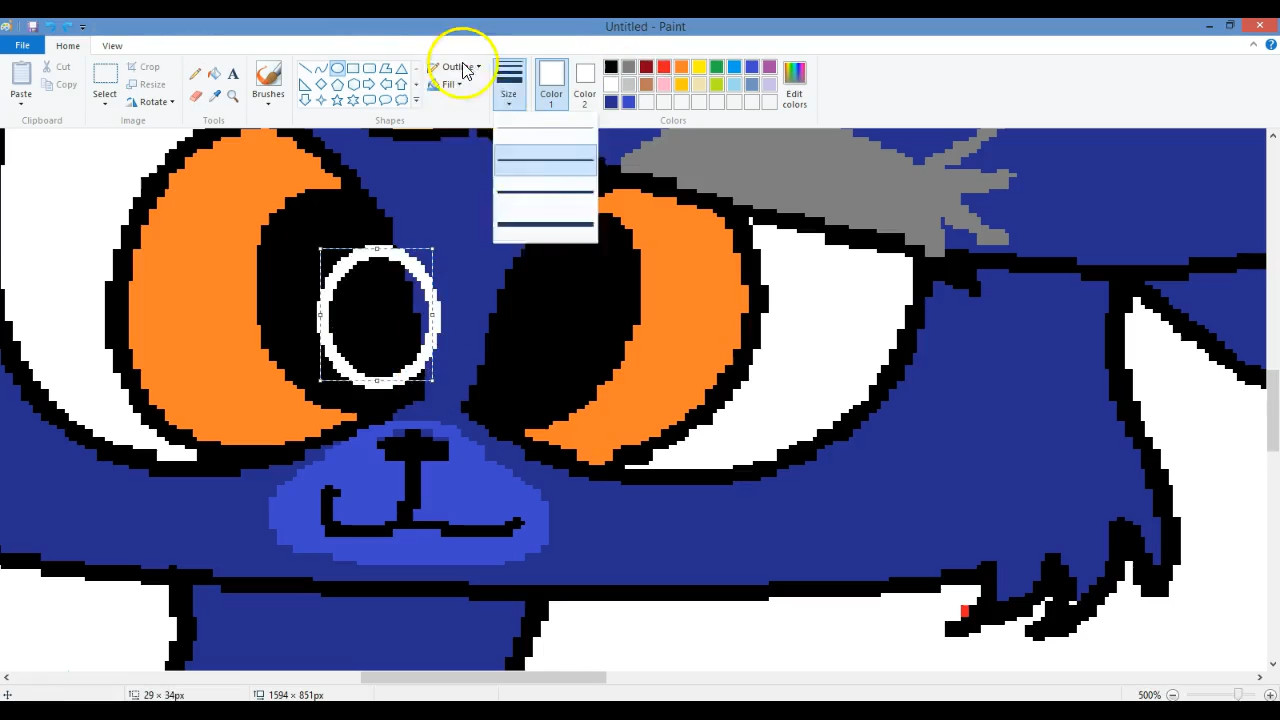 Untitled - Paint
File Home View
Paste
Cut
Copy
Clipboard
Select
Crop
Resize
Rotate
Image
A
Tools
Brushes
Outline
Fill
Shapes
Size
Color 1
Color 2
Edit colors
Colors
29 × 34px
1594 × 851px
500%